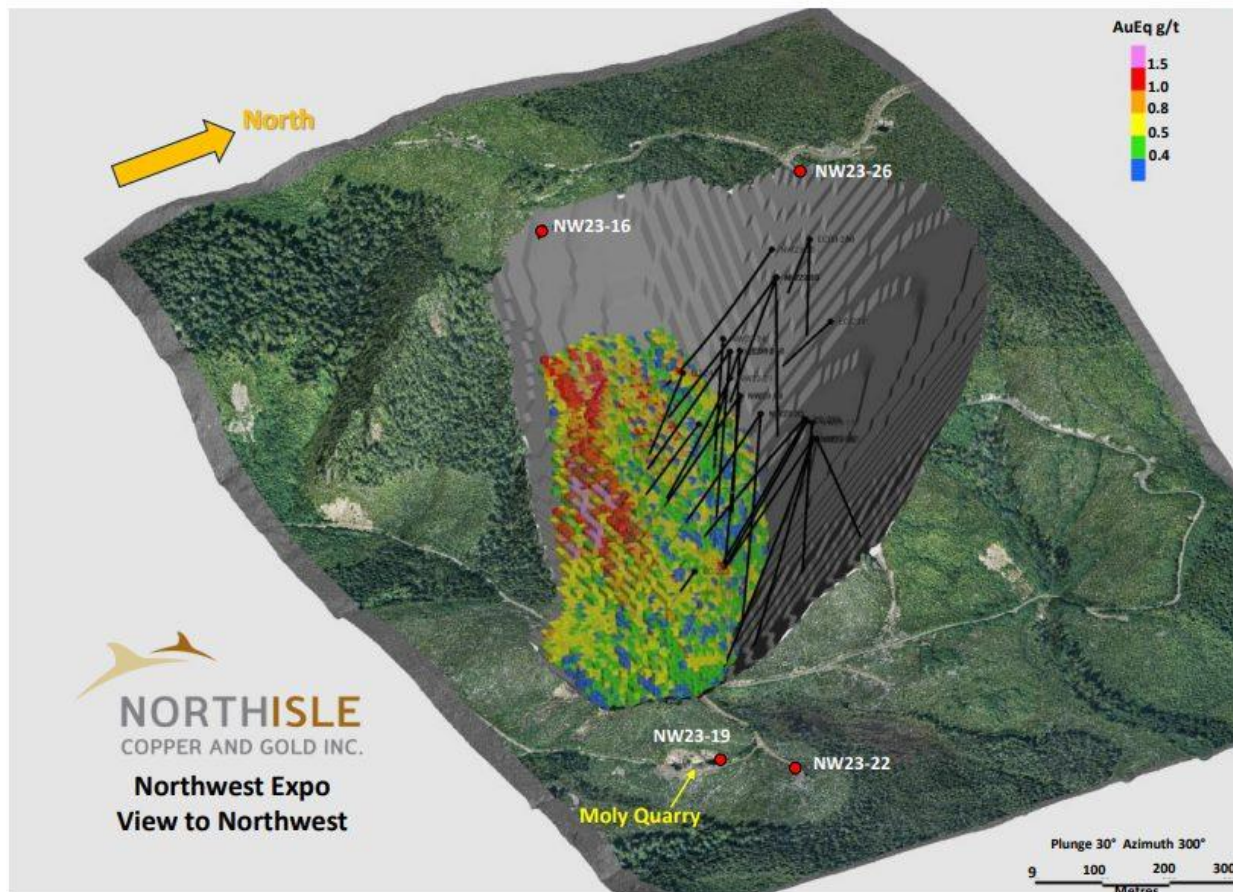 AuEq g/t
1.5
1.0
0.8
0.5
0.4
North
NW23-26
NW23-16
NORTHISLE
COPPER AND GOLD INC.
Northwest Expo
View to Northwest
NW23-19
NW23-22
Moly Quarry
Plunge 30° Azimuth 300°
9 100 200 300
Metres